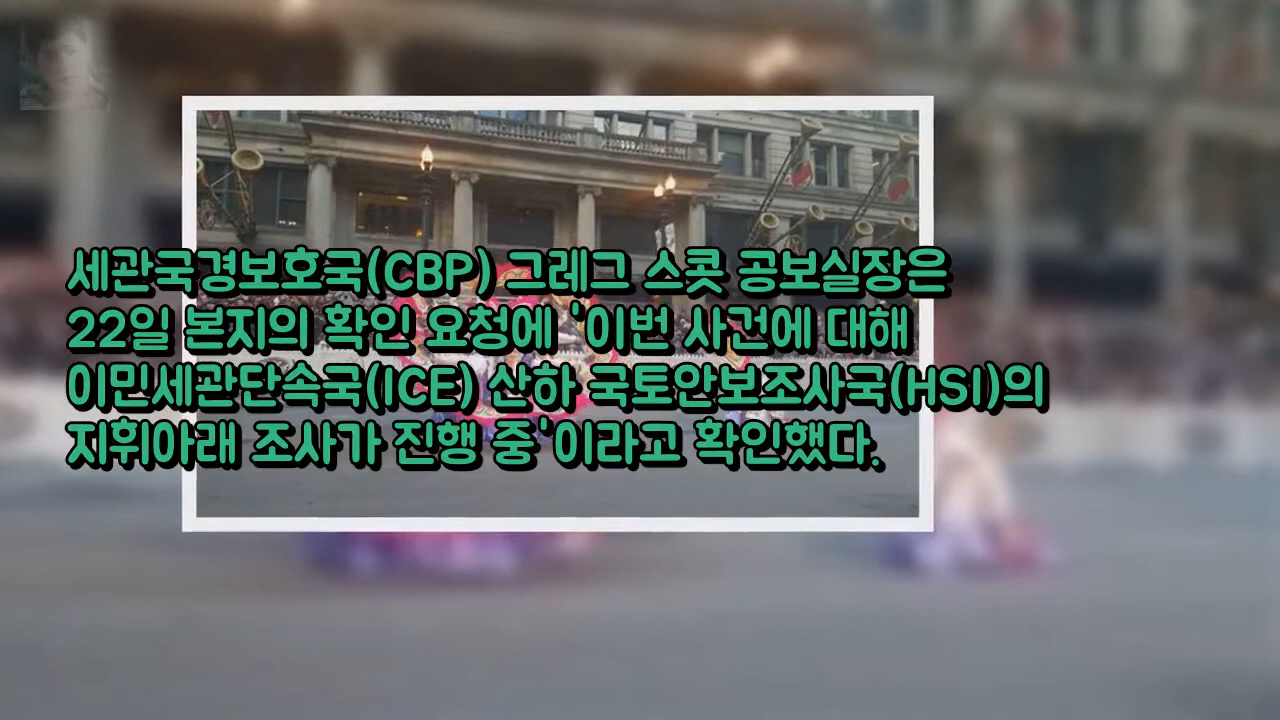 세관국경보호국(CBP) 그레그 스콧 공보실장은
22일 본지의 확인 요청에 '이번 사건에 대해
이민세관단속국(ICE) 산하 국토안보조사국(HSI)의
지휘아래 조사가 진행 중'이라고 확인했다.